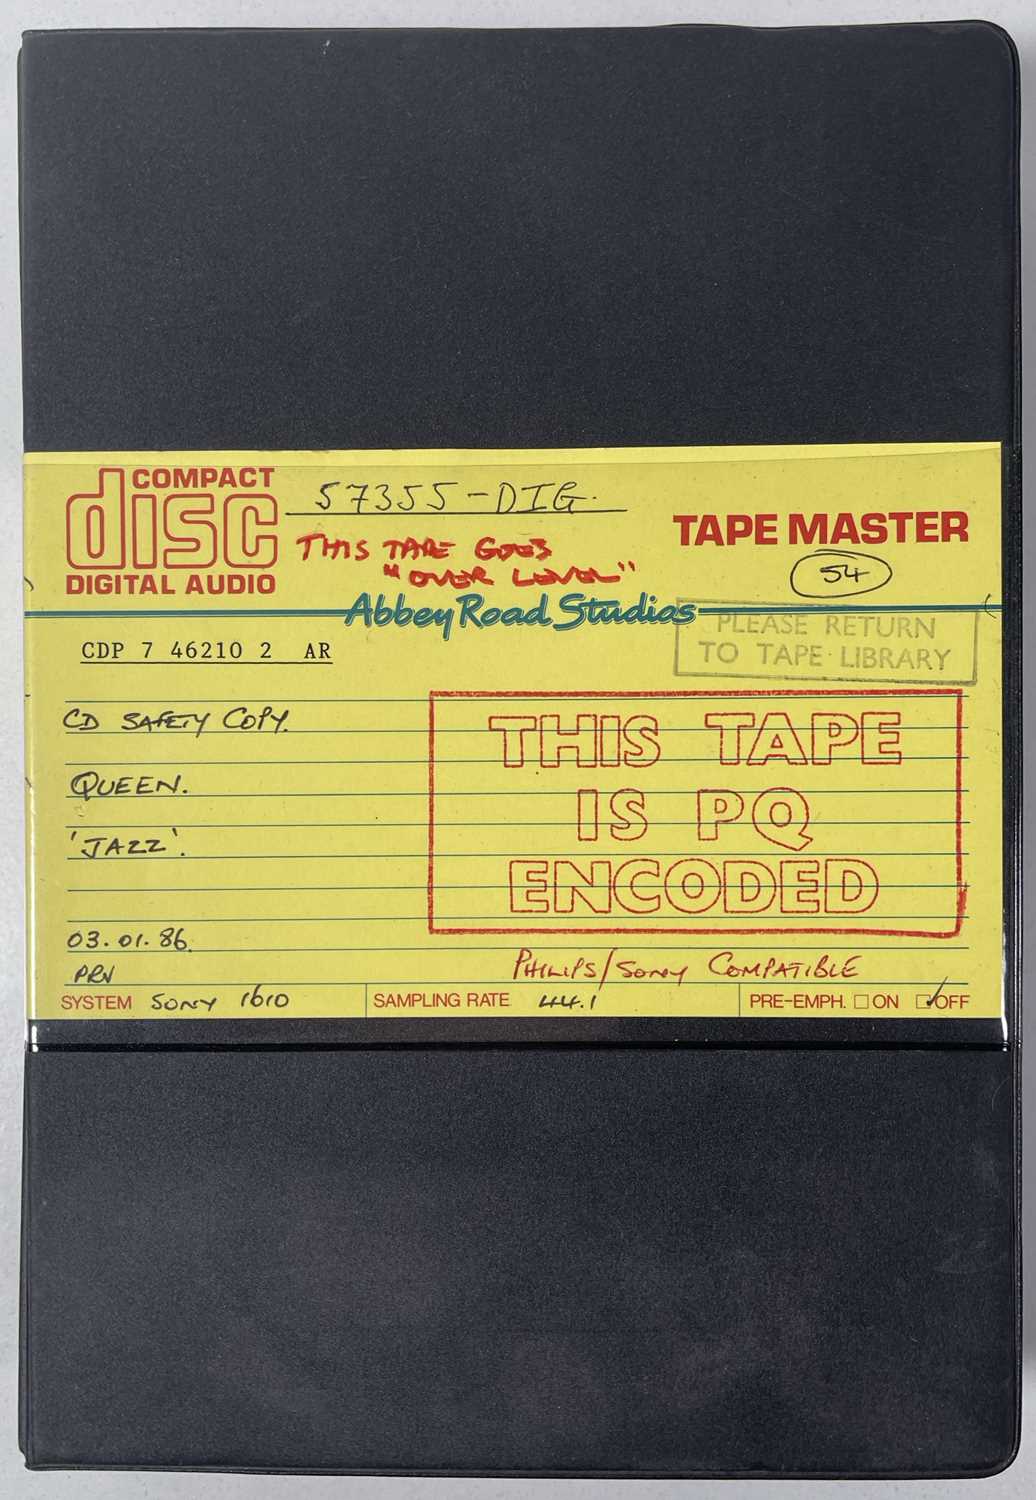 COMPACT
disc
DIGITAL AUDIO
57355-DIG.
THIS TAPE GOES
"OVER LEVEL"
TAPE MASTER
54
Abbey Road Studios
PLEASE RETURN
TO TAPE LIBRARY
CDP 7 46210 2 AR
CD SAFETY COPY.
QUEEN.
'JAZZ'.
THIS TAPE
IS PQ
ENCODED
03.01.86.
PRN
PHILIPS/SONY COMPATIBLE
SYSTEM SONY 1610
SAMPLING RATE 44.1
PRE-EMPH. ☐ ON ☑ OFF